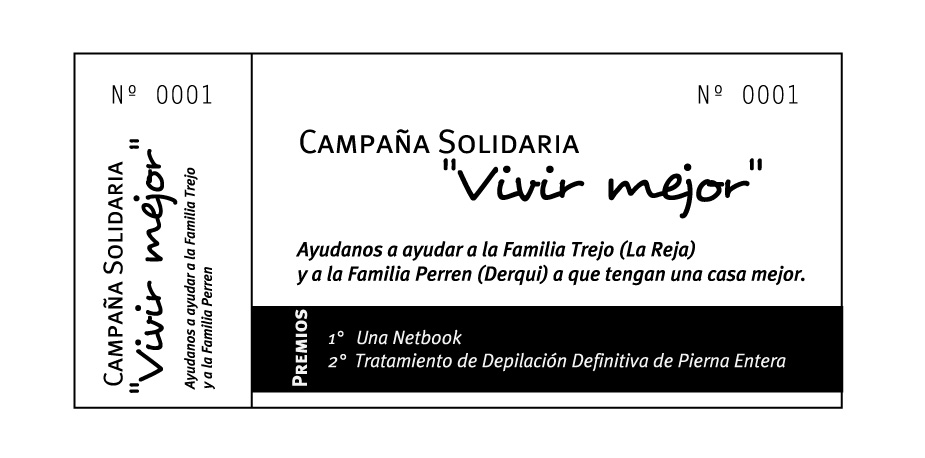 Nº 0001
CAMPAÑA SOLIDARIA
"Vivir mejor"
Ayudanos a ayudar a la Familia Trejo
y a la Familia Perren
Nº 0001
CAMPAÑA SOLIDARIA
"Vivir mejor"
Ayudanos a ayudar a la Familia Trejo (La Reja)
y a la Familia Perren (Derqui) a que tengan una casa mejor.
PREMIOS
1° Una Netbook
2° Tratamiento de Depilación Definitiva de Pierna Entera